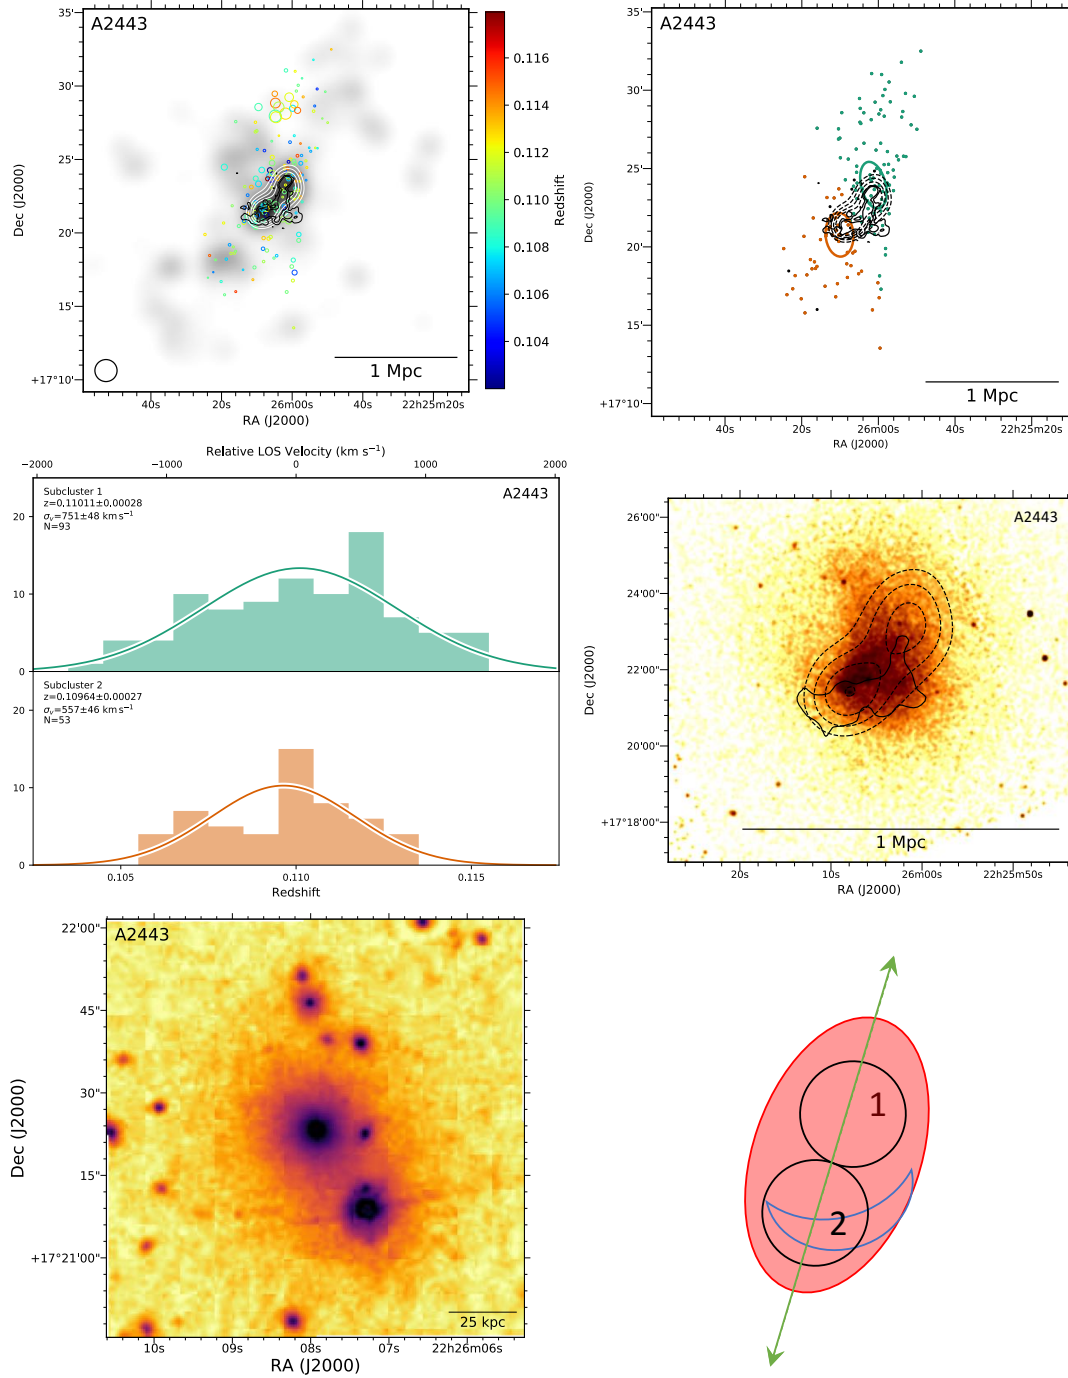 A2443
35'
30'
25'
20'
15'
+17°10'
Dec (J2000)
40s
20s
26m00s
40s
22h25m20s
RA (J2000)
1 Mpc
0.116
0.114
0.112
0.110
0.108
0.106
0.104
Redshift
A2443
35'
30'
25'
20'
15'
+17°10'
Dec (J2000)
40s
20s
26m00s
40s
22h25m20s
RA (J2000)
1 Mpc
Relative LOS Velocity (km s⁻¹)
−2000
−1000
0
1000
2000
Subcluster 1
z=0.11011±0.00028
σᵥ=751±48 km s⁻¹
N=93
A2443
20
10
0
Subcluster 2
z=0.10964±0.00027
σᵥ=557±46 km s⁻¹
N=53
20
10
0
0.105
0.110
0.115
Redshift
A2443
26'00"
24'00"
22'00"
20'00"
+17°18'00"
Dec (J2000)
20s
10s
26m00s
22h25m50s
RA (J2000)
1 Mpc
A2443
22'00"
45"
30"
15"
+17°21'00"
Dec (J2000)
10s
09s
08s
07s
22h26m06s
RA (J2000)
25 kpc
1
2